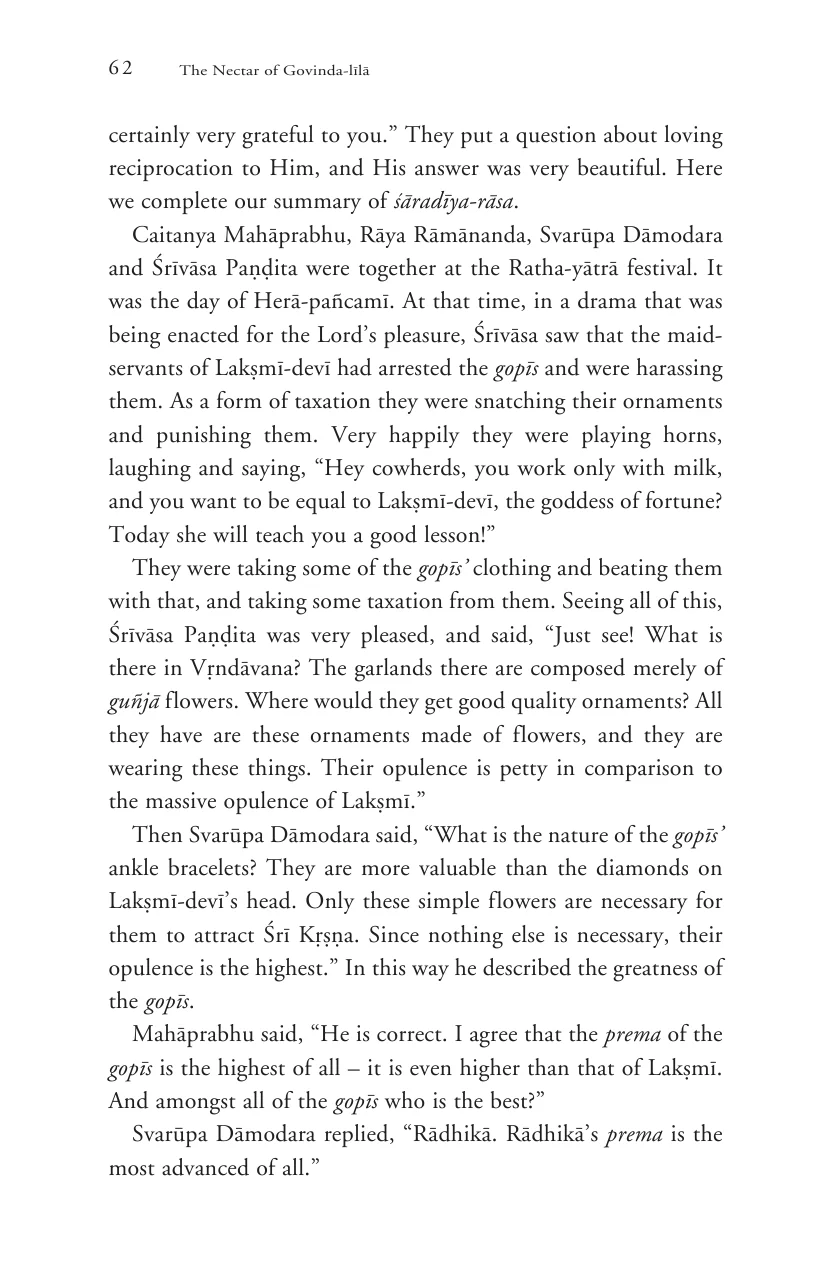 62 The Nectar of Govinda-līlā
certainly very grateful to you.” They put a question about loving
reciprocation to Him, and His answer was very beautiful. Here
we complete our summary of śāradīya-rāsa.
Caitanya Mahāprabhu, Rāya Rāmānanda, Svarūpa Dāmodara
and Śrīvāsa Paṇḍita were together at the Ratha-yātrā festival. It
was the day of Herā-pañcamī. At that time, in a drama that was
being enacted for the Lord’s pleasure, Śrīvāsa saw that the maid-
servants of Lakṣmī-devī had arrested the gopīs and were harassing
them. As a form of taxation they were snatching their ornaments
and punishing them. Very happily they were playing horns,
laughing and saying, “Hey cowherds, you work only with milk,
and you want to be equal to Lakṣmī-devī, the goddess of fortune?
Today she will teach you a good lesson!”
They were taking some of the gopīs’ clothing and beating them
with that, and taking some taxation from them. Seeing all of this,
Śrīvāsa Paṇḍita was very pleased, and said, “Just see! What is
there in Vṛndāvana? The garlands there are composed merely of
guñjā flowers. Where would they get good quality ornaments? All
they have are these ornaments made of flowers, and they are
wearing these things. Their opulence is petty in comparison to
the massive opulence of Lakṣmī.”
Then Svarūpa Dāmodara said, “What is the nature of the gopīs’
ankle bracelets? They are more valuable than the diamonds on
Lakṣmī-devī’s head. Only these simple flowers are necessary for
them to attract Śrī Kṛṣṇa. Since nothing else is necessary, their
opulence is the highest.” In this way he described the greatness of
the gopīs.
Mahāprabhu said, “He is correct. I agree that the prema of the
gopīs is the highest of all – it is even higher than that of Lakṣmī.
And amongst all of the gopīs who is the best?”
Svarūpa Dāmodara replied, “Rādhikā. Rādhikā’s prema is the
most advanced of all.”